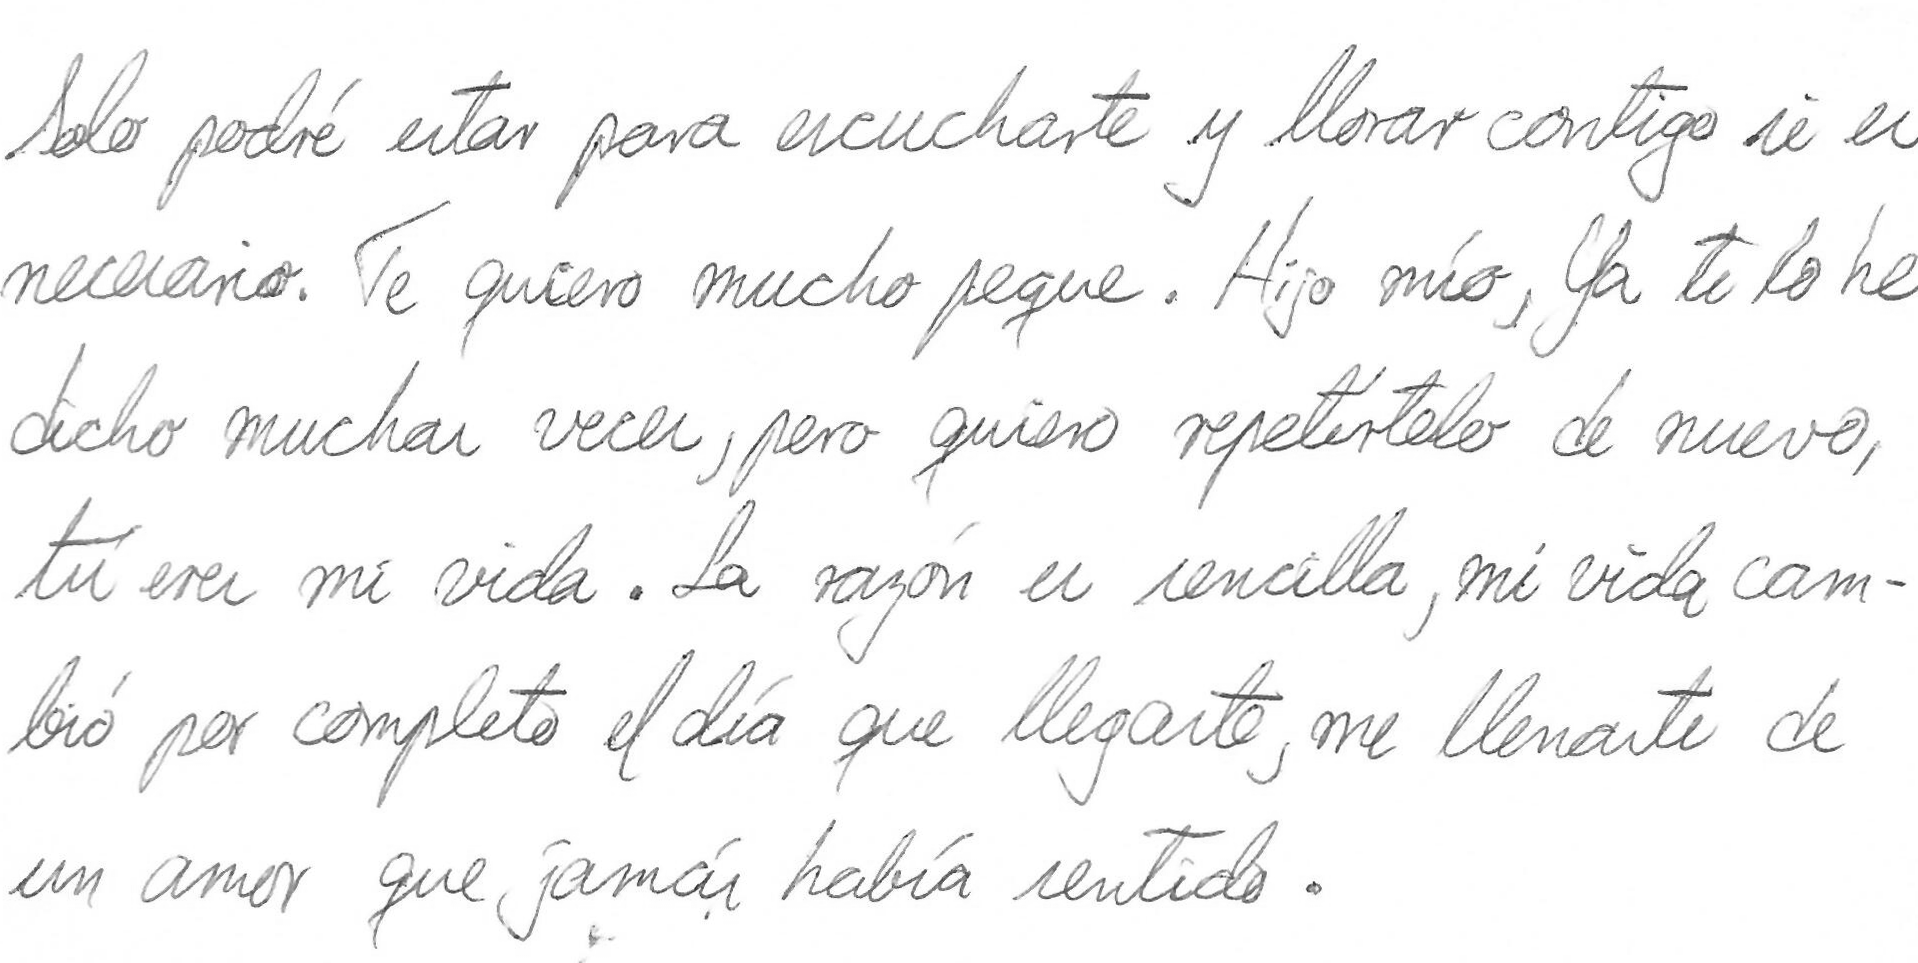 Solo podré estar para escucharte y llorar contigo si es
necesario. Te quiero mucho peque. Hijo mío, Ya te lo he
dicho muchas veces, pero quiero repetírtelo de nuevo,
tú eres mi vida. La razón es sencilla, mi vida cam-
bió por completo el día que llegaste, me llenaste de
un amor que jamás había sentido.